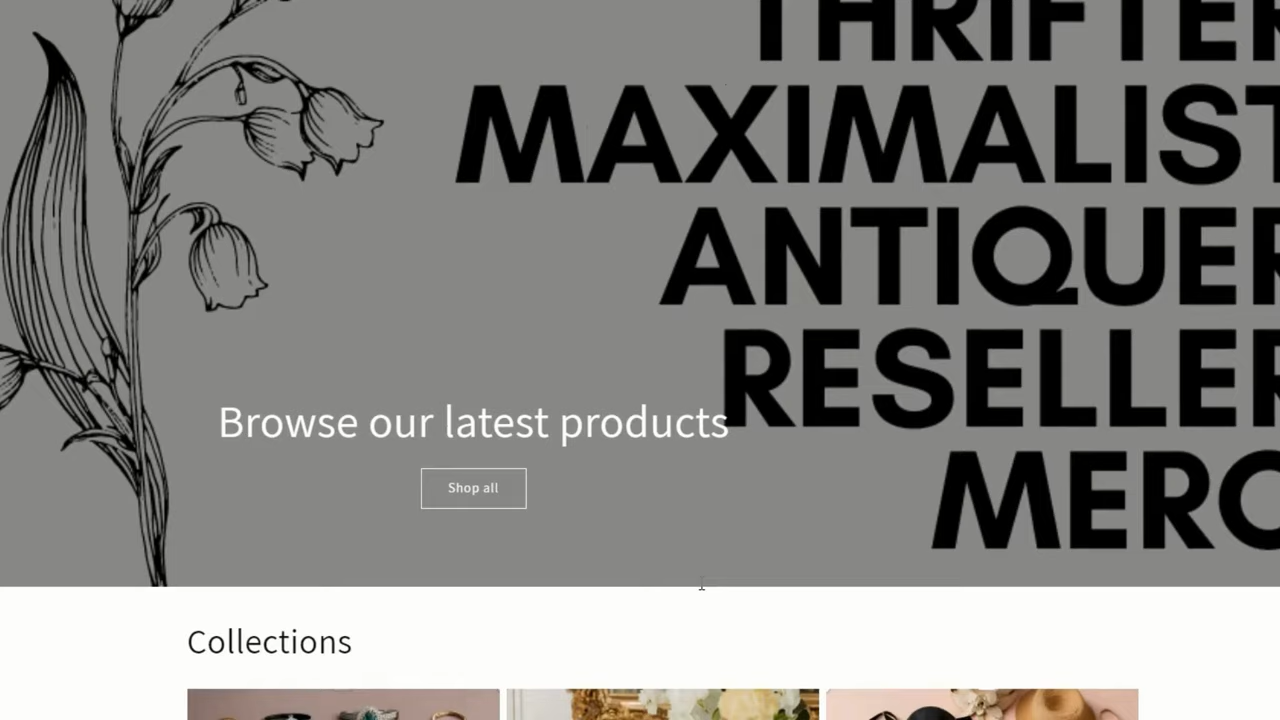 THRIFTER
MAXIMALIST
ANTIQUER
RESELLER
MERC
Browse our latest products
Shop all
Collections